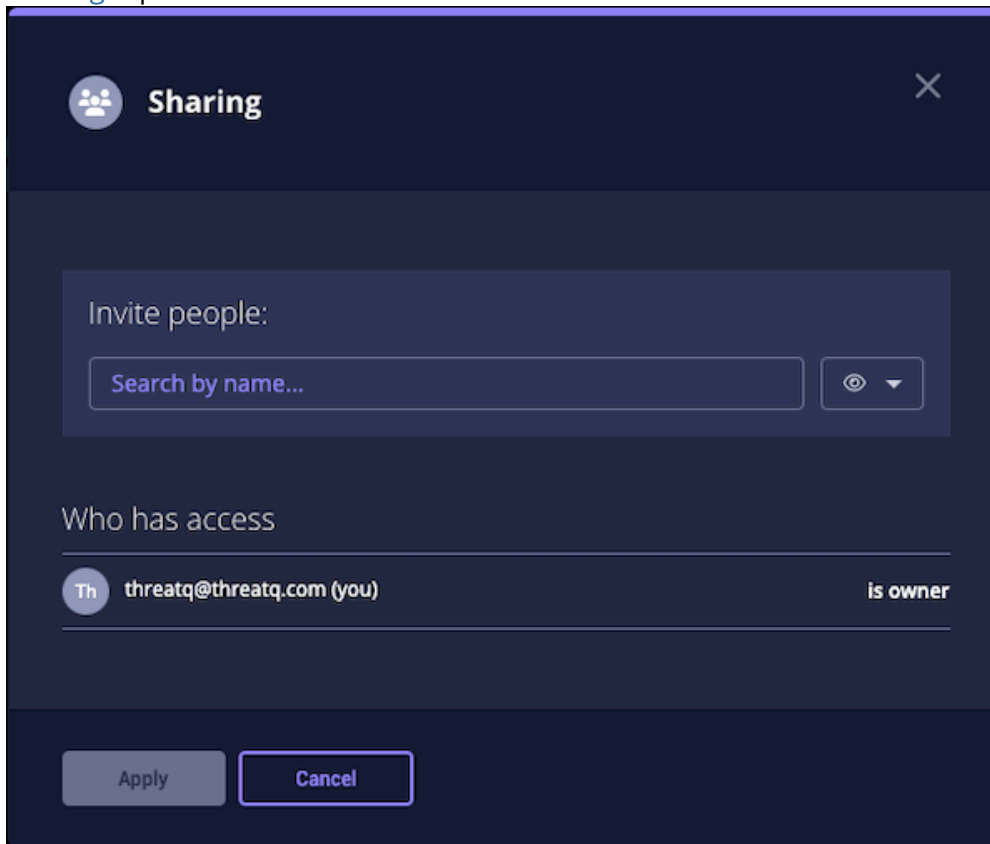 Sharing
Invite people:
Search by name...
Who has access
Th threatq@threatq.com (you) is owner
Apply Cancel